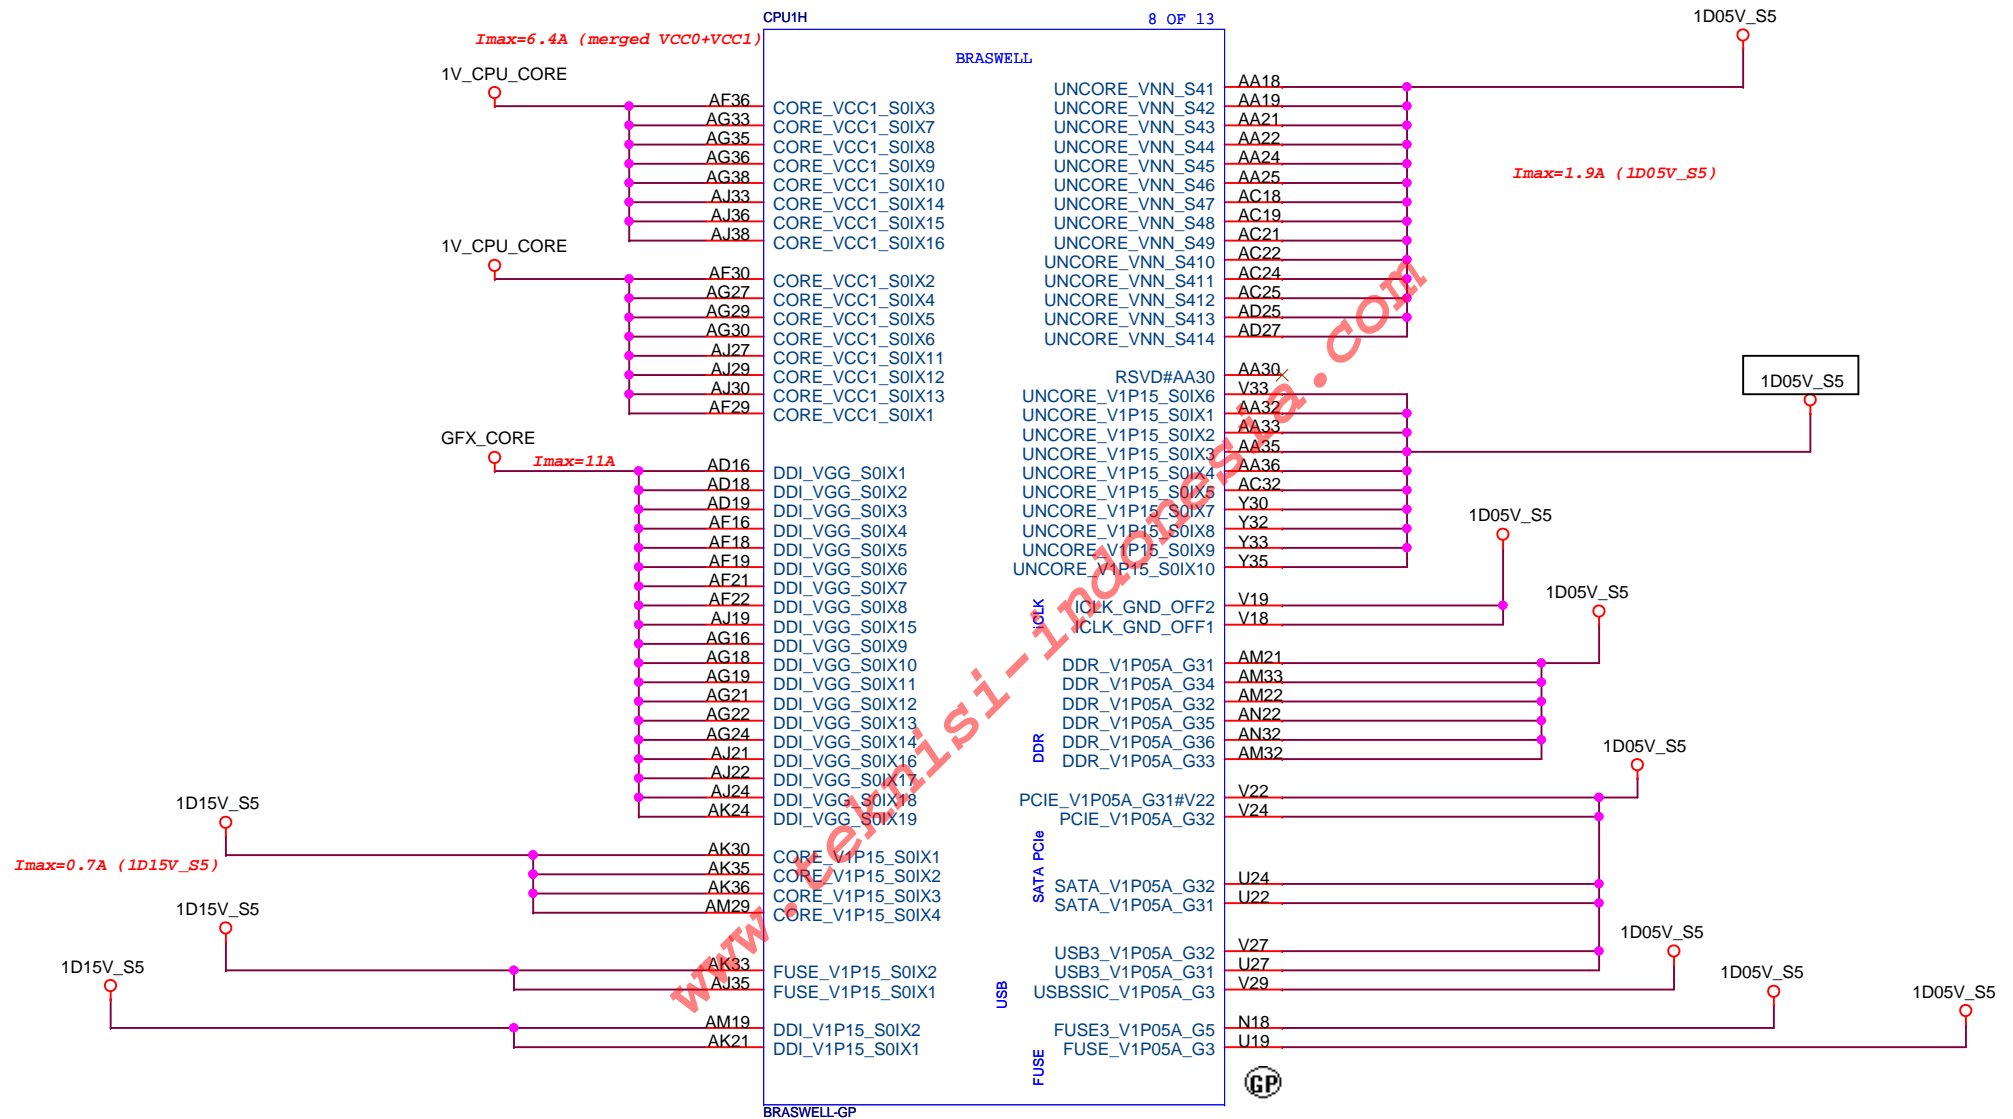 CPU1H
8 OF 13
1D05V_S5
Imax=6.4A (merged VCC0+VCC1)
BRASWELL
1V_CPU_CORE
AF36 CORE_VCC1_S0IX3
AG33 CORE_VCC1_S0IX7
AG35 CORE_VCC1_S0IX8
AG36 CORE_VCC1_S0IX9
AG38 CORE_VCC1_S0IX10
AJ33 CORE_VCC1_S0IX14
AJ36 CORE_VCC1_S0IX15
AJ38 CORE_VCC1_S0IX16
1V_CPU_CORE
AF30 CORE_VCC1_S0IX2
AG27 CORE_VCC1_S0IX4
AG29 CORE_VCC1_S0IX5
AG30 CORE_VCC1_S0IX6
AJ27 CORE_VCC1_S0IX11
AJ29 CORE_VCC1_S0IX12
AJ30 CORE_VCC1_S0IX13
AF29 CORE_VCC1_S0IX1
GFX_CORE
Imax=11A
AD16 DDI_VGG_S0IX1
AD18 DDI_VGG_S0IX2
AD19 DDI_VGG_S0IX3
AF16 DDI_VGG_S0IX4
AF18 DDI_VGG_S0IX5
AF19 DDI_VGG_S0IX6
AF21 DDI_VGG_S0IX7
AF22 DDI_VGG_S0IX8
AJ19 DDI_VGG_S0IX15
AG16 DDI_VGG_S0IX9
AG18 DDI_VGG_S0IX10
AG19 DDI_VGG_S0IX11
AG21 DDI_VGG_S0IX12
AG22 DDI_VGG_S0IX13
AG24 DDI_VGG_S0IX14
AJ21 DDI_VGG_S0IX16
AJ22 DDI_VGG_S0IX17
AJ24 DDI_VGG_S0IX18
AK24 DDI_VGG_S0IX19
1D15V_S5
Imax=0.7A (1D15V_S5)
AK30 CORE_V1P15_S0IX1
AK35 CORE_V1P15_S0IX2
AK36 CORE_V1P15_S0IX3
AM29 CORE_V1P15_S0IX4
1D15V_S5
AK33 FUSE_V1P15_S0IX2
AJ35 FUSE_V1P15_S0IX1
1D15V_S5
AM19 DDI_V1P15_S0IX2
AK21 DDI_V1P15_S0IX1
UNCORE_VNN_S41 AA18
UNCORE_VNN_S42 AA19
UNCORE_VNN_S43 AA21
UNCORE_VNN_S44 AA22
UNCORE_VNN_S45 AA24
UNCORE_VNN_S46 AA25
UNCORE_VNN_S47 AC18
UNCORE_VNN_S48 AC19
UNCORE_VNN_S49 AC21
UNCORE_VNN_S410 AC22
UNCORE_VNN_S411 AC24
UNCORE_VNN_S412 AC25
UNCORE_VNN_S413 AD25
UNCORE_VNN_S414 AD27
Imax=1.9A (1D05V_S5)
RSVD#AA30 AA30
1D05V_S5
UNCORE_V1P15_S0IX6 V33
UNCORE_V1P15_S0IX1 AA32
UNCORE_V1P15_S0IX2 AA33
UNCORE_V1P15_S0IX3 AA35
UNCORE_V1P15_S0IX4 AA36
UNCORE_V1P15_S0IX5 AC32
UNCORE_V1P15_S0IX7 Y30
UNCORE_V1P15_S0IX8 Y32
UNCORE_V1P15_S0IX9 Y33
UNCORE_V1P15_S0IX10 Y35
1D05V_S5
iCLK
ICLK_GND_OFF2 V19
ICLK_GND_OFF1 V18
1D05V_S5
DDR
DDR_V1P05A_G31 AM21
DDR_V1P05A_G34 AM33
DDR_V1P05A_G32 AM22
DDR_V1P05A_G35 AN22
DDR_V1P05A_G36 AN32
DDR_V1P05A_G33 AM32
1D05V_S5
SATA PCIe
PCIE_V1P05A_G31#V22 V22
PCIE_V1P05A_G32 V24
SATA_V1P05A_G32 U24
SATA_V1P05A_G31 U22
USB
USB3_V1P05A_G32 V27
USB3_V1P05A_G31 U27
USBSSIC_V1P05A_G3 V29
1D05V_S5
1D05V_S5
1D05V_S5
FUSE
FUSE3_V1P05A_G5 N18
FUSE_V1P05A_G3 U19
GP
BRASWELL-GP
www.teknisi-indonesia.com